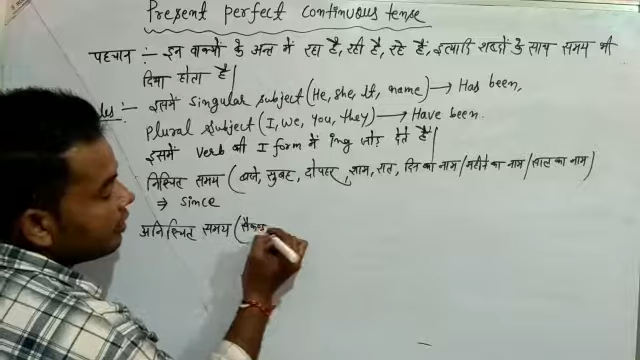 Present perfect continuous tense
पहचान :- इन वाक्यों के अन्त में रहा है, रही है, रहे हैं, इत्यादि शब्दों के साथ समय भी
दिया होता है|
les :- इसमें Singular subject (He, She, It, name) → Has been,
Plural Subject (I, We, You, They) → Have been.
इसमें Verb की I form में ing जोड़ देते हैं|
निश्चित समय (बजे, सुबह, दोपहर, शाम, रात, दिन का नाम / महीने का नाम / साल का नाम)
⇒ Since
अनिश्चित समय (सैकण्ड